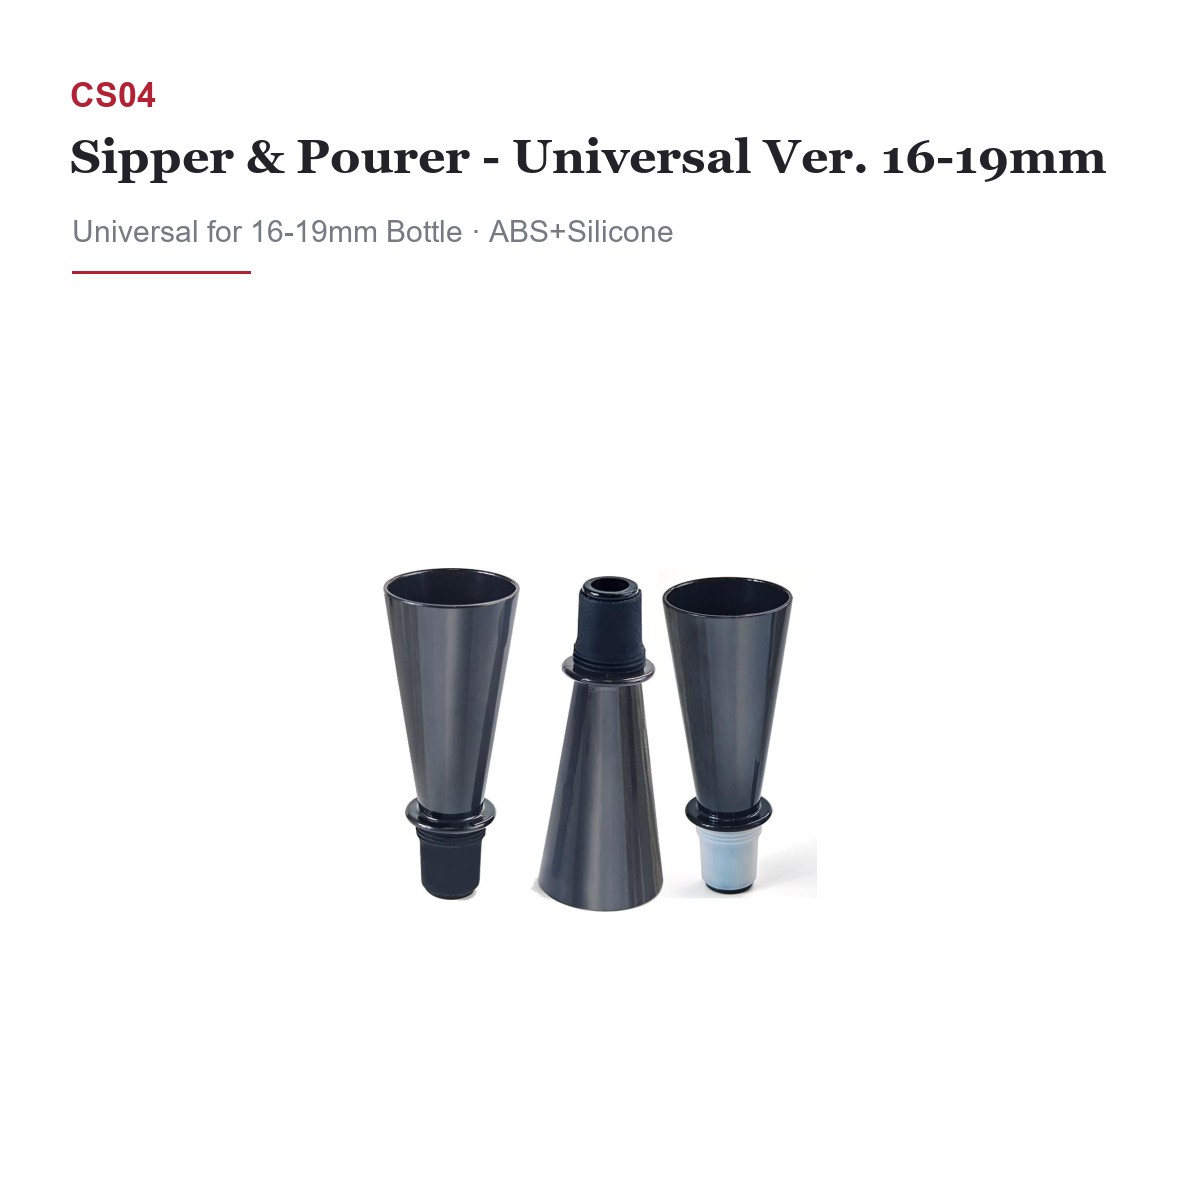 CS04
Sipper & Pourer - Universal Ver. 16-19mm
Universal for 16-19mm Bottle · ABS+Silicone